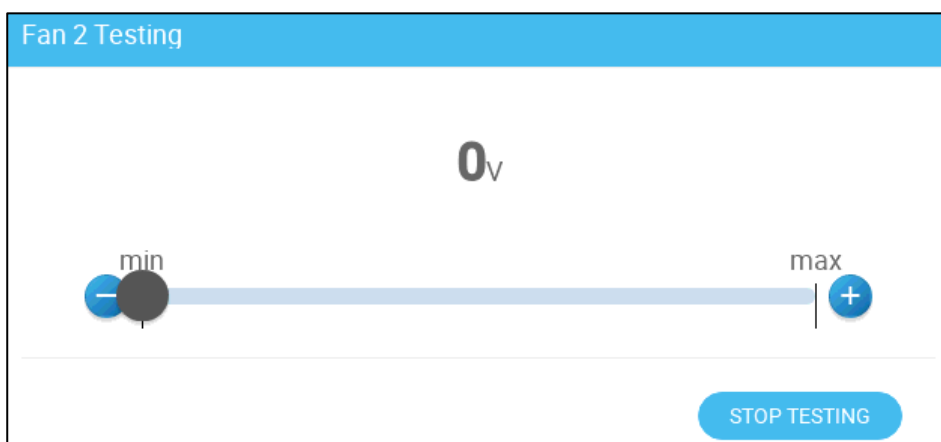 Fan 2 Testing
0V
min max
− +
STOP TESTING